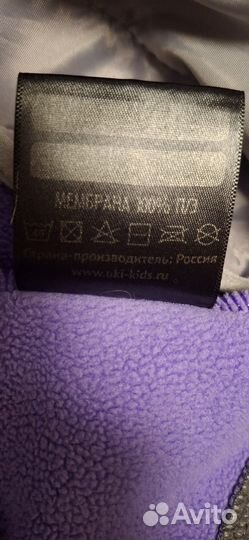 МЕМБРАНА 100% П/Э
Страна-производитель: Россия
www.uki-kids.ru
Avito